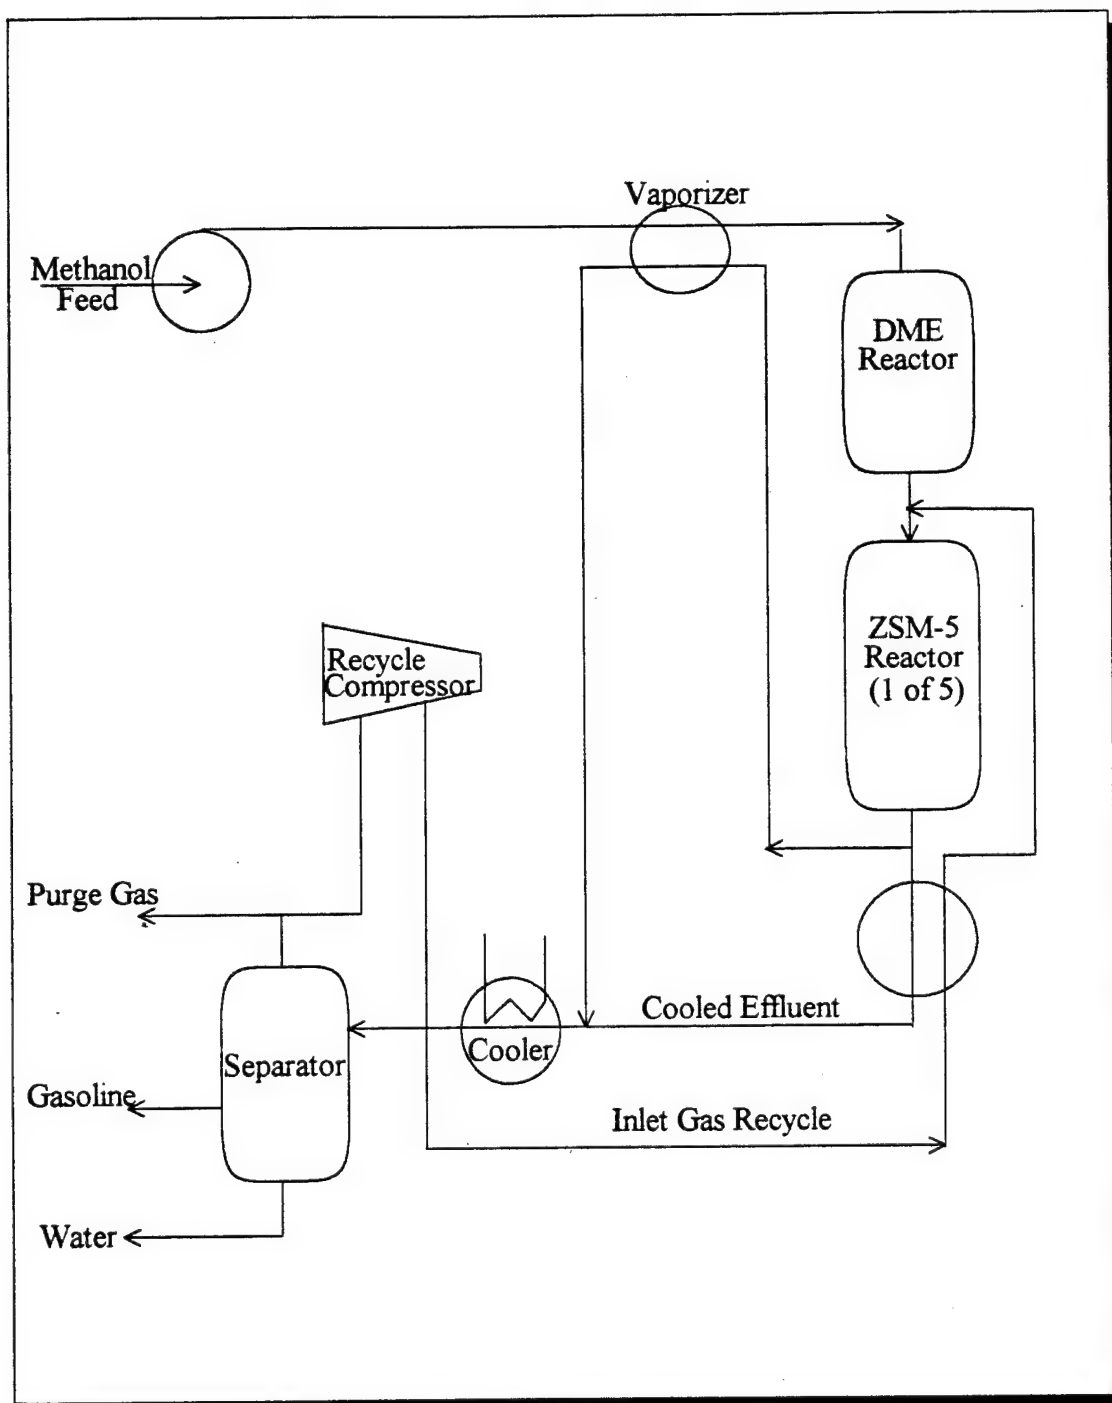 Vaporizer
Methanol
Feed
DME
Reactor
ZSM-5
Reactor
(1 of 5)
Recycle
Compressor
Purge Gas
Cooled Effluent
Cooler
Separator
Gasoline
Inlet Gas Recycle
Water